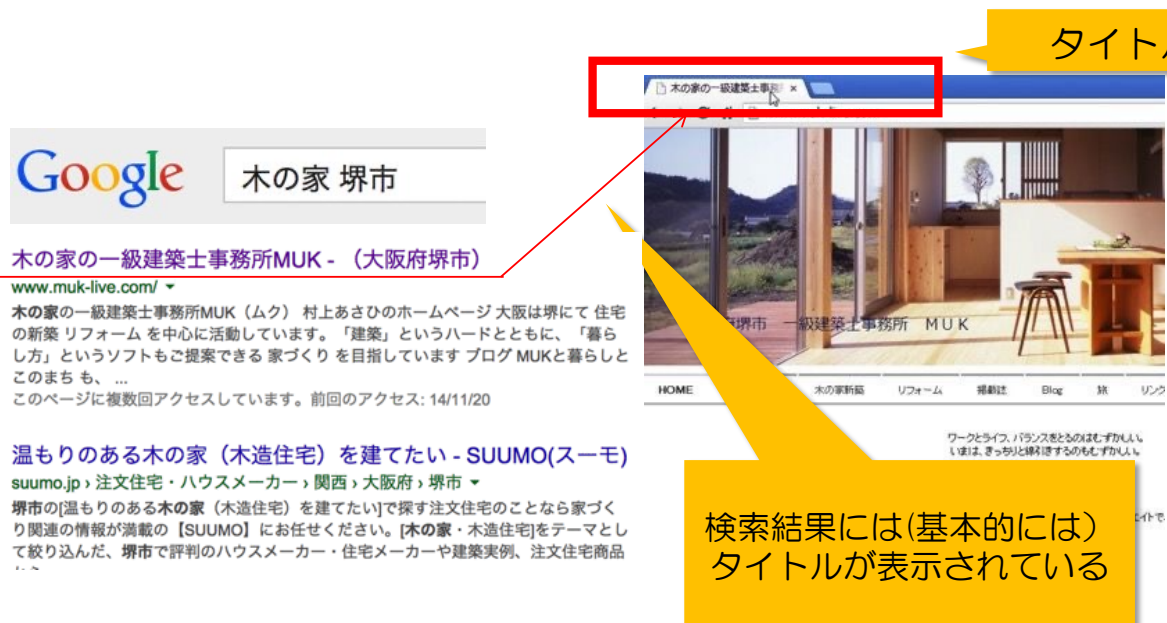 タイトル
木の家の一級建築士事務 ×
Google
木の家 堺市
木の家の一級建築士事務所MUK - （大阪府堺市）
www.muk-live.com/
木の家の一級建築士事務所MUK（ムク） 村上あさひのホームページ 大阪は堺にて 住宅
の新築 リフォーム を中心に活動しています。 「建築」というハードとともに、 「暮ら
し方」というソフトもご提案できる 家づくり を目指しています ブログ MUKと暮らしと
このまち も、 ...
このページに複数回アクセスしています。前回のアクセス: 14/11/20
温もりのある木の家（木造住宅）を建てたい - SUUMO(スーモ)
suumo.jp › 注文住宅・ハウスメーカー › 関西 › 大阪府 › 堺市
堺市の[温もりのある木の家（木造住宅）を建てたい]で探す注文住宅のことなら家づく
り関連の情報が満載の【SUUMO】にお任せください。[木の家・木造住宅]をテーマとし
て絞り込んだ、堺市で評判のハウスメーカー・住宅メーカーや建築実例、注文住宅商品
堺市 一級建築士事務所 MUK
HOME 木の家新築 リフォーム 掲載誌 Blog 旅 リンク
ワークとライフ、バランスをとるのはむずかしい。
いまは、きっちりと線引きするのもむずかしい。
検索結果には(基本的には)
タイトルが表示されている